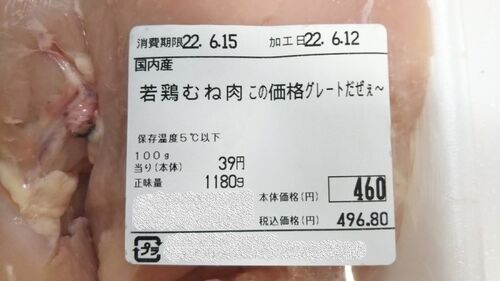 消費期限22.6.15 加工日22.6.12
国内産
若鶏むね肉この価格グレートだぜぇ～
保存温度5℃以下
100g
当り(本体) 39円
正味量 1180g
本体価格(円) 460
税込価格(円) 496.80
プラ